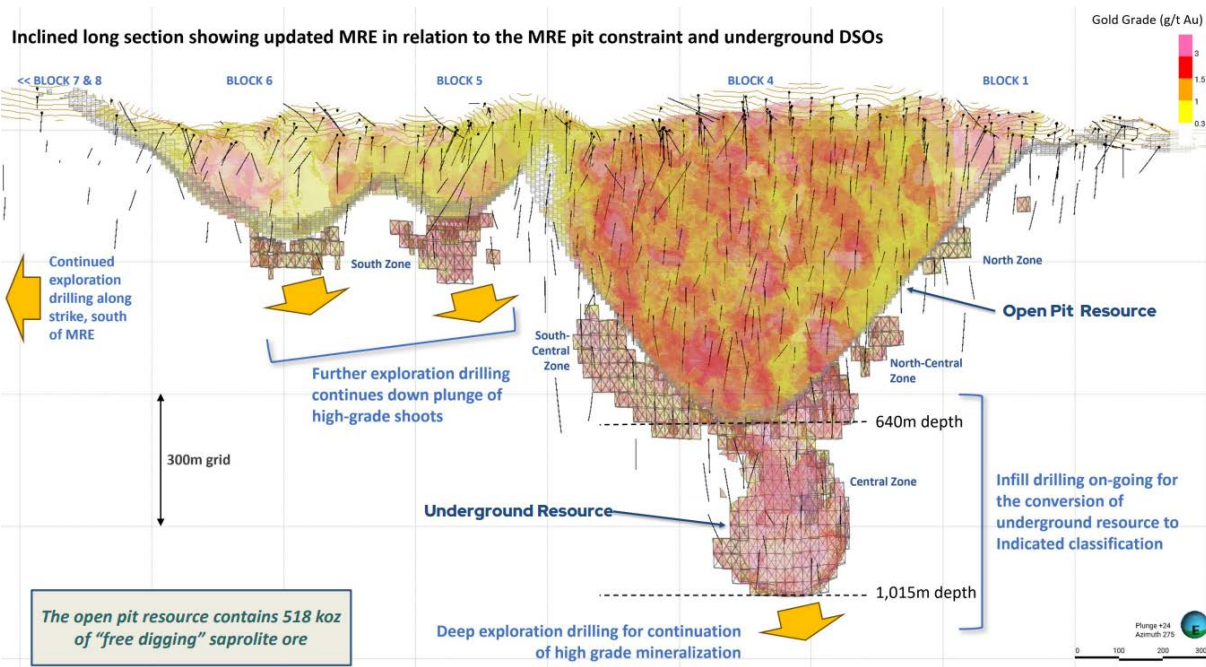 Inclined long section showing updated MRE in relation to the MRE pit constraint and underground DSOs
Gold Grade (g/t Au)
3
1.5
1
0.3
<< BLOCK 7 & 8
BLOCK 6
BLOCK 5
BLOCK 4
BLOCK 1
Continued
exploration
drilling along
strike, south
of MRE
South Zone
North Zone
Open Pit Resource
South-
Central
Zone
North-Central
Zone
Further exploration drilling
continues down plunge of
high-grade shoots
640m depth
300m grid
Central Zone
Infill drilling on-going for
the conversion of
underground resource to
Indicated classification
Underground Resource
1,015m depth
The open pit resource contains 518 koz
of "free digging" saprolite ore
Deep exploration drilling for continuation
of high grade mineralization
Plunge +24
Azimuth 275
E
0 100 200 300